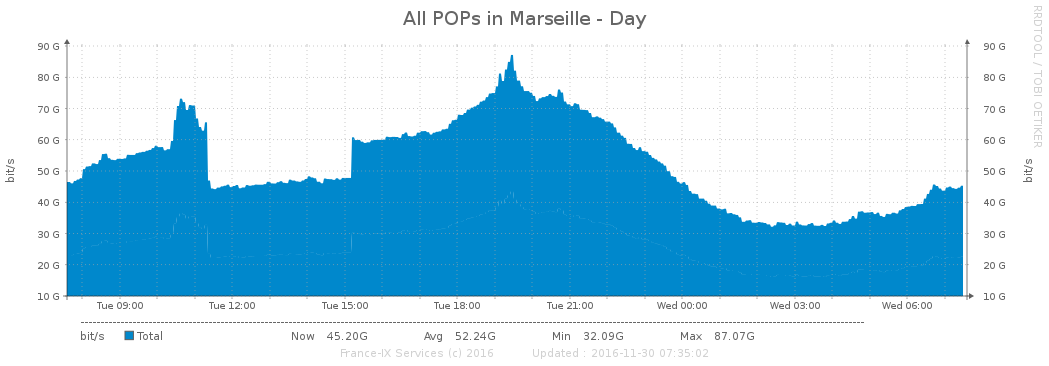 All POPs in Marseille - Day
RRDTOOL / TOBI OETIKER
90 G 90 G
80 G 80 G
70 G 70 G
60 G 60 G
50 G 50 G
40 G 40 G
30 G 30 G
20 G 20 G
10 G 10 G
bit/s bit/s
Tue 09:00 Tue 12:00 Tue 15:00 Tue 18:00 Tue 21:00 Wed 00:00 Wed 03:00 Wed 06:00
bit/s Total Now 45.20G Avg 52.24G Min 32.09G Max 87.07G
France-IX Services (c) 2016 Updated : 2016-11-30 07:35:02